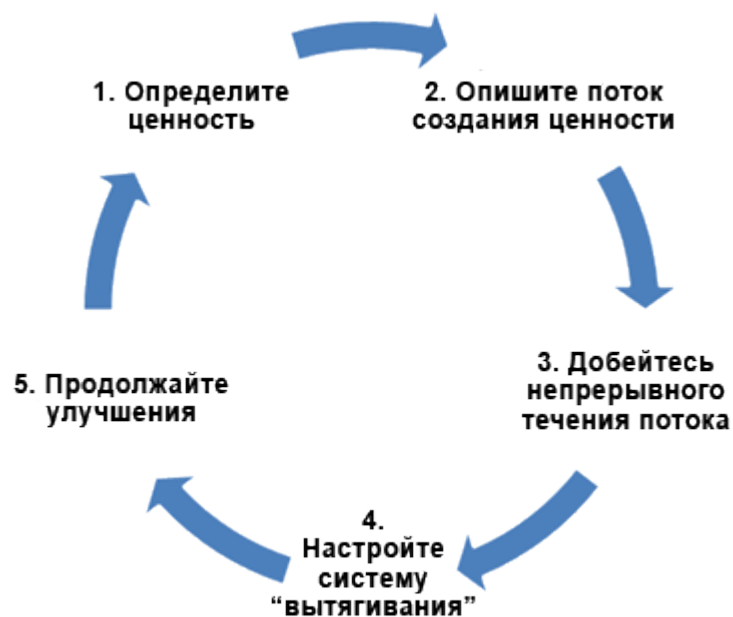 1. Определите
ценность
2. Опишите поток
создания ценности
3. Добейтесь
непрерывного
течения потока
4.
Настройте
систему
“вытягивания”
5. Продолжайте
улучшения